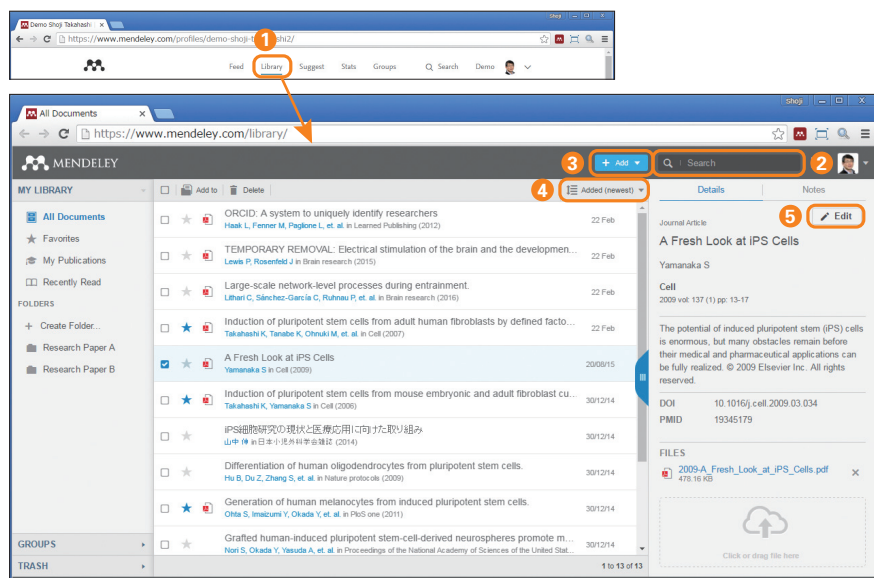 Demo Shoji Takahashi
Shoji
https://www.mendeley.com/profiles/demo-shoji-t shi2/
1
Feed Library Suggest Stats Groups Search Demo
All Documents
Shoji
https://www.mendeley.com/library/
MENDELEY
3
+ Add
Search
2
MY LIBRARY
Add to
Delete
4
Added (newest)
Details
Notes
All Documents
Favorites
My Publications
Recently Read
FOLDERS
+ Create Folder...
Research Paper A
Research Paper B
GROUPS
TRASH
ORCID: A system to uniquely identify researchers
Haak L, Fenner M, Paglione L, et. al. in Learned Publishing (2012)
22 Feb
TEMPORARY REMOVAL: Electrical stimulation of the brain and the developmen...
Lewis P, Rosenfeld J in Brain research (2015)
22 Feb
Large-scale network-level processes during entrainment.
Lithari C, Sánchez-García C, Ruhnau P, et. al. in Brain research (2016)
22 Feb
Induction of pluripotent stem cells from adult human fibroblasts by defined facto...
Takahashi K, Tanabe K, Ohnuki M, et. al. in Cell (2007)
22 Feb
A Fresh Look at iPS Cells
Yamanaka S in Cell (2009)
20/08/15
Induction of pluripotent stem cells from mouse embryonic and adult fibroblast cu...
Takahashi K, Yamanaka S in Cell (2006)
30/12/14
iPS細胞研究の現状と医療応用に向けた取り組み
山中 伸 in 日本小児外科学会雑誌 (2014)
30/12/14
Differentiation of human oligodendrocytes from pluripotent stem cells.
Hu B, Du Z, Zhang S, et. al. in Nature protocols (2009)
30/12/14
Generation of human melanocytes from induced pluripotent stem cells.
Ohta S, Imaizumi Y, Okada Y, et. al. in PloS one (2011)
30/12/14
Grafted human-induced pluripotent stem-cell-derived neurospheres promote m...
Nori S, Okada Y, Yasuda A, et. al. in Proceedings of the National Academy of Sciences of the United Stat...
30/12/14
1 to 13 of 13
5
Edit
Journal Article
A Fresh Look at iPS Cells
Yamanaka S
Cell
2009 vol: 137 (1) pp: 13-17
The potential of induced pluripotent stem (iPS) cells
is enormous, but many obstacles remain before
their medical and pharmaceutical applications can
be fully realized. © 2009 Elsevier Inc. All rights
reserved.
DOI 10.1016/j.cell.2009.03.034
PMID 19345179
FILES
2009-A_Fresh_Look_at_iPS_Cells.pdf
478.16 KB
Click or drag file here